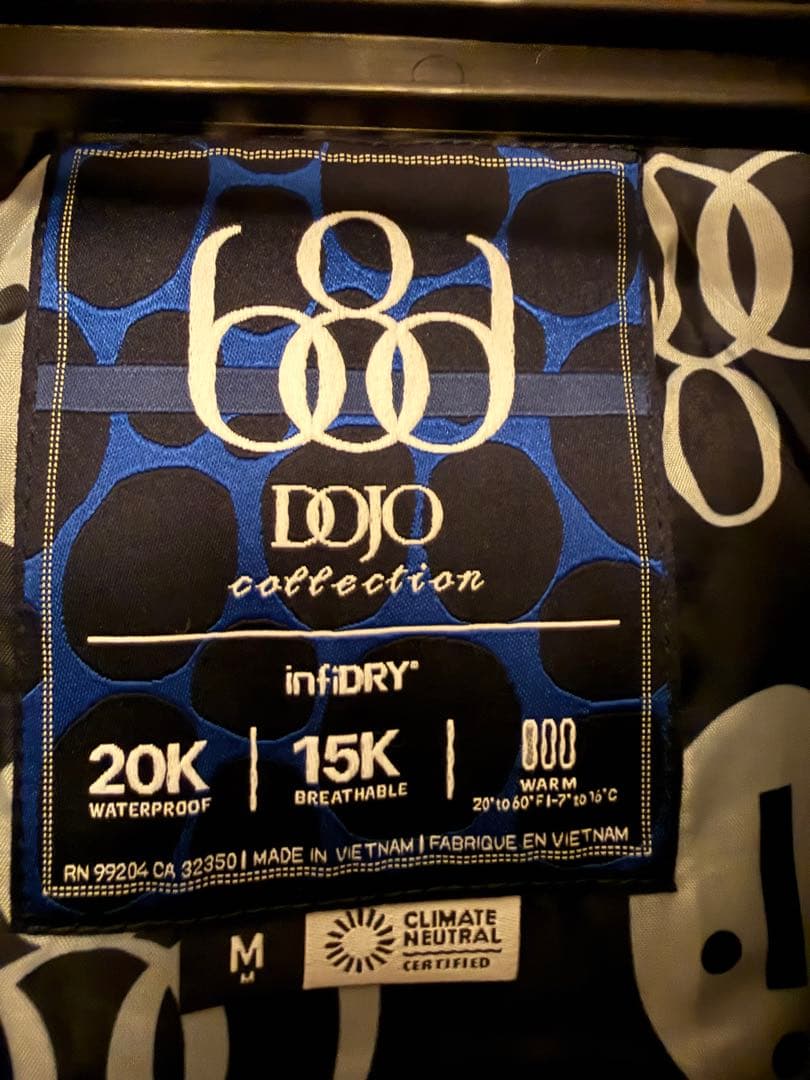 686
DOJO
collection
infiDRY®
20K
WATERPROOF
15K
BREATHABLE
WARM
20° to 60° F | -7° to 16° C
RN 99204 CA 32350 | MADE IN VIETNAM | FABRIQUE EN VIETNAM
M
M
CLIMATE
NEUTRAL
CERTIFIED